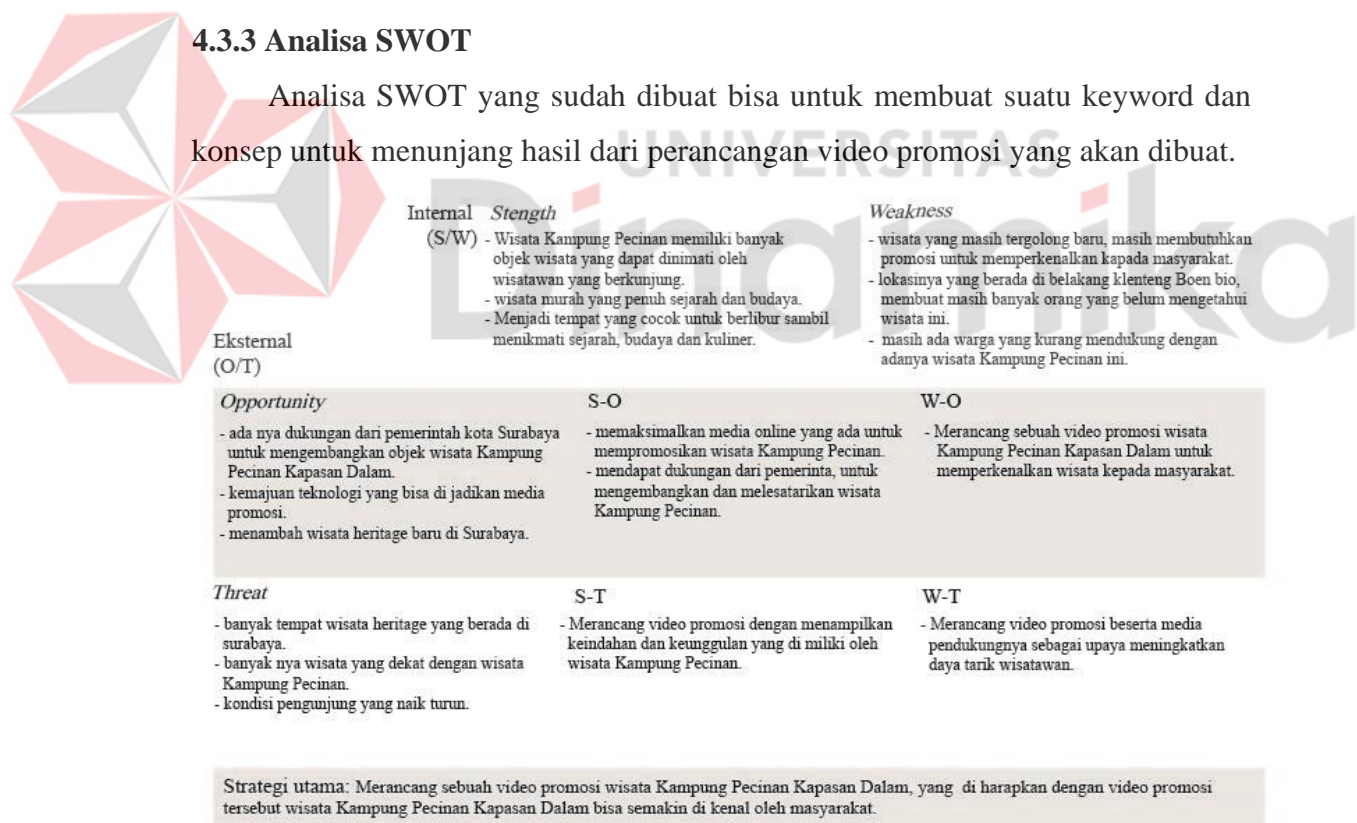 4.3.3 Analisa SWOT
Analisa SWOT yang sudah dibuat bisa untuk membuat suatu keyword dan
konsep untuk menunjang hasil dari perancangan video promosi yang akan dibuat.
UNIVERSITAS
Dinamika
Internal
(S/W)
Stength
- Wisata Kampung Pecinan memiliki banyak
objek wisata yang dapat dinimati oleh
wisatawan yang berkunjung.
- wisata murah yang penuh sejarah dan budaya.
- Menjadi tempat yang cocok untuk berlibur sambil
menikmati sejarah, budaya dan kuliner.
Weakness
- wisata yang masih tergolong baru, masih membutuhkan
promosi untuk memperkenalkan kapada masyarakat.
- lokasinya yang berada di belakang klenteng Boen bio,
membuat masih banyak orang yang belum mengetahui
wisata ini.
- masih ada warga yang kurang mendukung dengan
adanya wisata Kampung Pecinan ini.
Eksternal
(O/T)
Opportunity
- ada nya dukungan dari pemerintah kota Surabaya
untuk mengembangkan objek wisata Kampung
Pecinan Kapasan Dalam.
- kemajuan teknologi yang bisa di jadikan media
promosi.
- menambah wisata heritage baru di Surabaya.
S-O
- memaksimalkan media online yang ada untuk
mempromosikan wisata Kampung Pecinan.
- mendapat dukungan dari pemerinta, untuk
mengembangkan dan melesatarikan wisata
Kampung Pecinan.
W-O
- Merancang sebuah video promosi wisata
Kampung Pecinan Kapasan Dalam untuk
memperkenalkan wisata kepada masyarakat.
Threat
- banyak tempat wisata heritage yang berada di
surabaya.
- banyak nya wisata yang dekat dengan wisata
Kampung Pecinan.
- kondisi pengunjung yang naik turun.
S-T
- Merancang video promosi dengan menampilkan
keindahan dan keunggulan yang di miliki oleh
wisata Kampung Pecinan.
W-T
- Merancang video promosi beserta media
pendukungnya sebagai upaya meningkatkan
daya tarik wisatawan.
Strategi utama: Merancang sebuah video promosi wisata Kampung Pecinan Kapasan Dalam, yang di harapkan dengan video promosi
tersebut wisata Kampung Pecinan Kapasan Dalam bisa semakin di kenal oleh masyarakat.